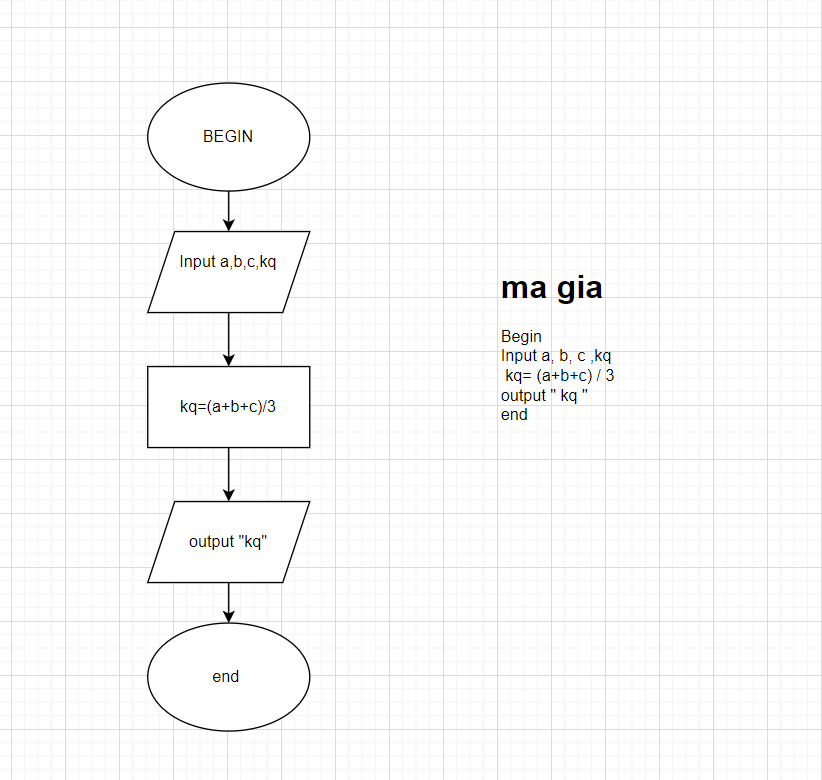 BEGIN
Input a,b,c,kq
kq=(a+b+c)/3
output "kq"
end
ma gia
Begin
Input a, b, c ,kq
kq= (a+b+c) / 3
output " kq "
end